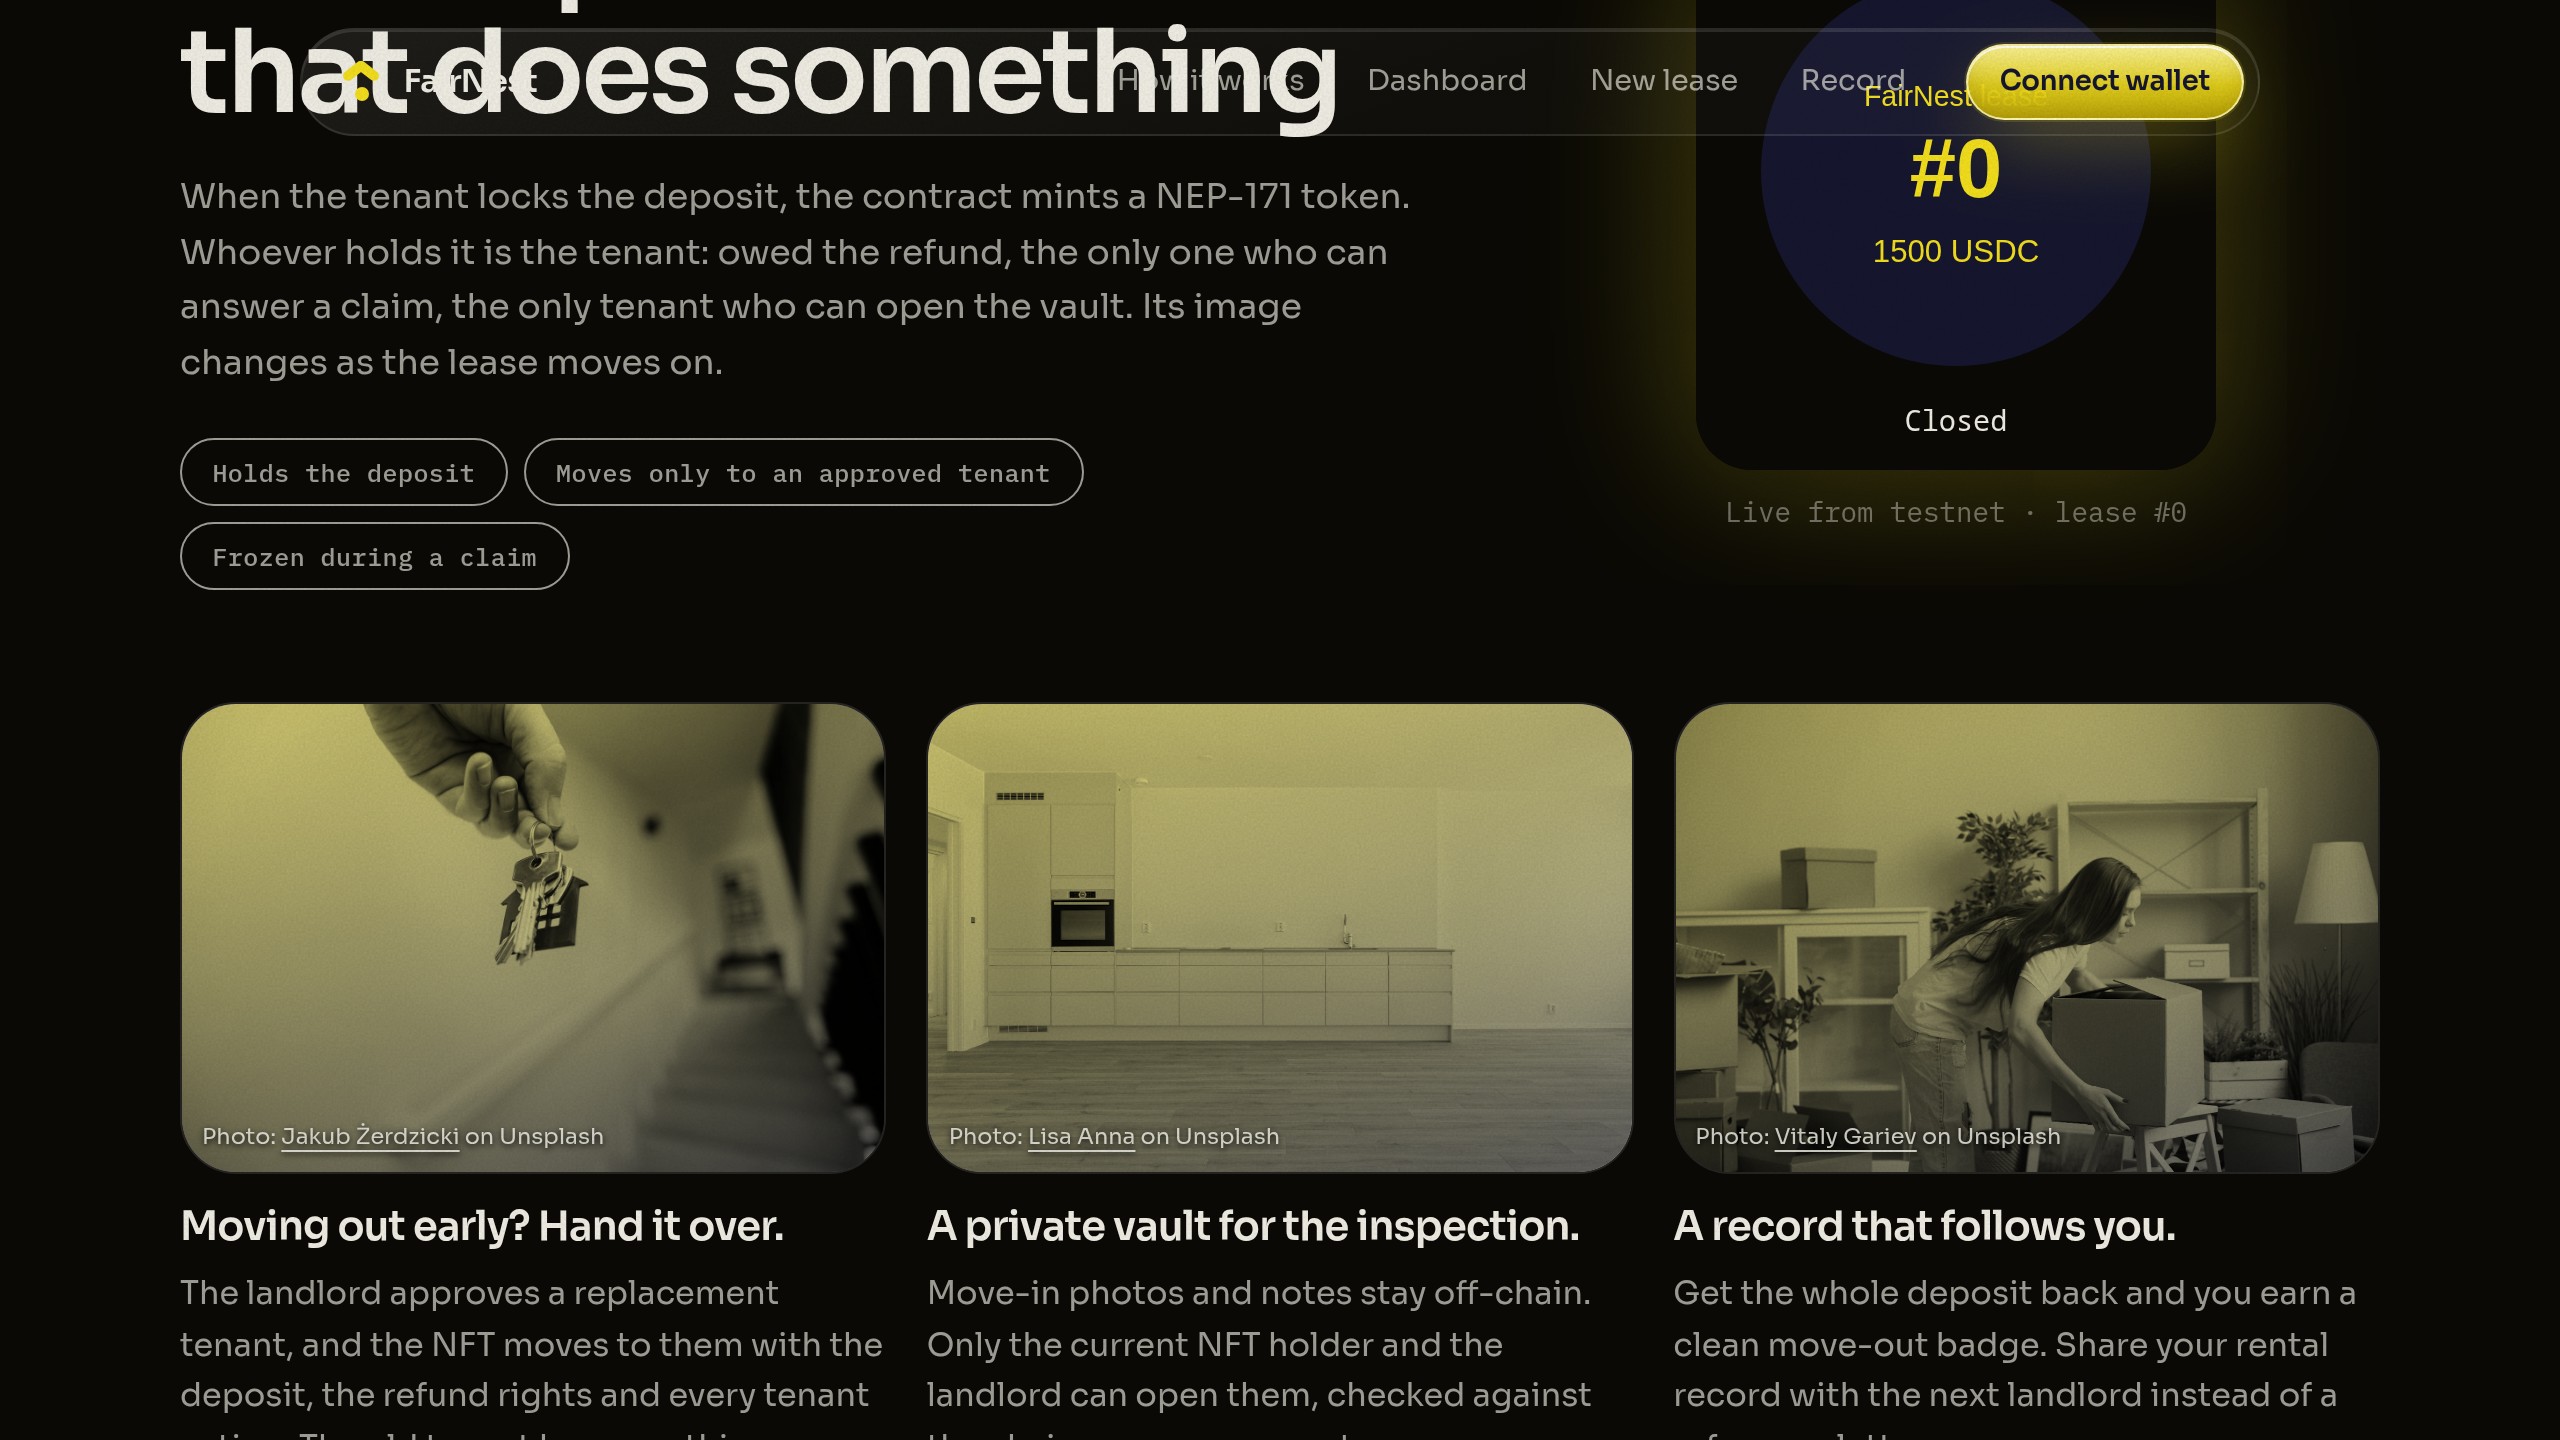 that does something
FairNest
How it works
Dashboard
New lease
Record
Connect wallet
When the tenant locks the deposit, the contract mints a NEP-171 token.
Whoever holds it is the tenant: owed the refund, the only one who can
answer a claim, the only tenant who can open the vault. Its image
changes as the lease moves on.
Holds the deposit
Moves only to an approved tenant
Frozen during a claim
FairNest lease
#0
1500 USDC
Closed
Live from testnet · lease #0
Photo: Jakub Żerdzicki on Unsplash
Moving out early? Hand it over.
The landlord approves a replacement
tenant, and the NFT moves to them with the
deposit, the refund rights and every tenant
Photo: Lisa Anna on Unsplash
A private vault for the inspection.
Move-in photos and notes stay off-chain.
Only the current NFT holder and the
landlord can open them, checked against
Photo: Vitaly Gariev on Unsplash
A record that follows you.
Get the whole deposit back and you earn a
clean move-out badge. Share your rental
record with the next landlord instead of a